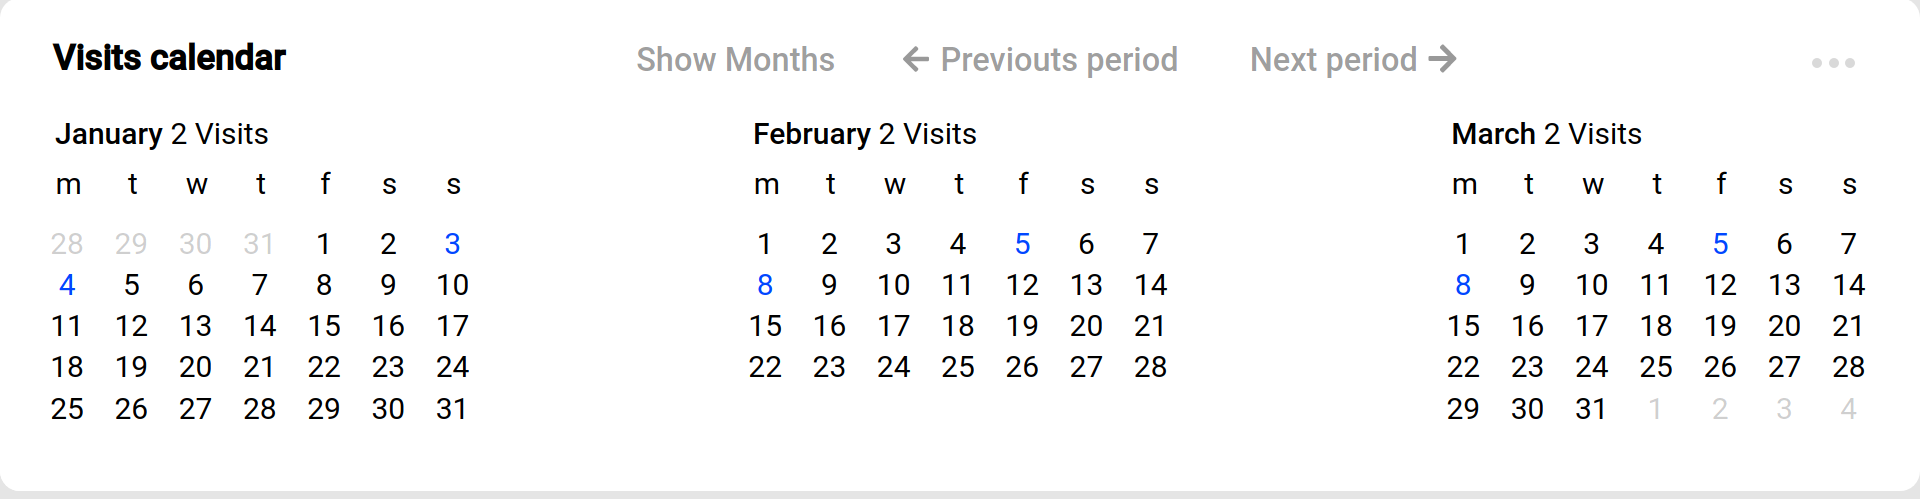 Visits calendar
Show Months
← Previouts period
Next period →
January 2 Visits
m t w t f s s
28 29 30 31 1 2 3
4 5 6 7 8 9 10
11 12 13 14 15 16 17
18 19 20 21 22 23 24
25 26 27 28 29 30 31
February 2 Visits
m t w t f s s
1 2 3 4 5 6 7
8 9 10 11 12 13 14
15 16 17 18 19 20 21
22 23 24 25 26 27 28
March 2 Visits
m t w t f s s
1 2 3 4 5 6 7
8 9 10 11 12 13 14
15 16 17 18 19 20 21
22 23 24 25 26 27 28
29 30 31 1 2 3 4